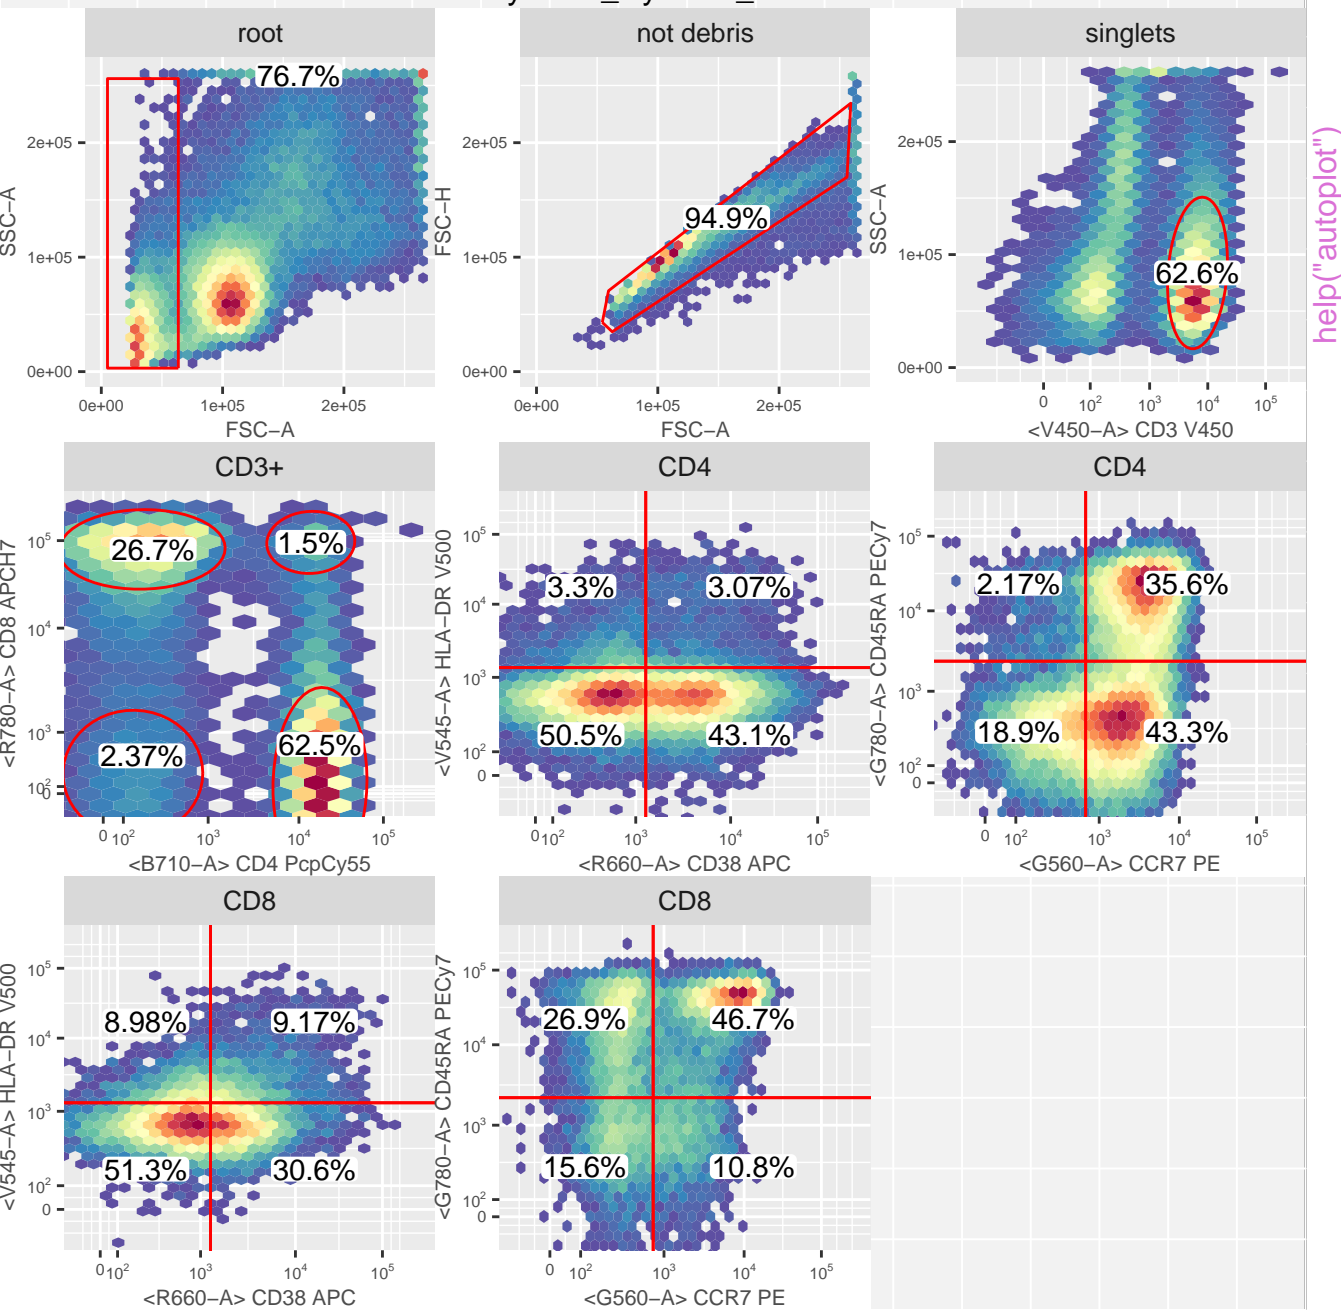 root
76.7%
2e+05
1e+05
0e+00
SSC−A
0e+00 1e+05 2e+05
FSC−A
not debris
94.9%
2e+05
1e+05
0e+00
FSC−H
0e+00 1e+05 2e+05
FSC−A
singlets
62.6%
2e+05
1e+05
0e+00
SSC−A
0 10² 10³ 10⁴ 10⁵
<V450−A> CD3 V450
help("autoplot")
CD3+
26.7%
1.5%
2.37%
62.5%
10⁵
10⁴
10³
10²
0
<R780−A> CD8 APCH7
0 10² 10³ 10⁴ 10⁵
<B710−A> CD4 PcpCy55
CD4
3.3%
3.07%
50.5%
43.1%
10⁵
10⁴
10³
10²
0
<V545−A> HLA−DR V500
0 10² 10³ 10⁴ 10⁵
<R660−A> CD38 APC
CD4
2.17%
35.6%
18.9%
43.3%
10⁵
10⁴
10³
10²
0
<G780−A> CD45RA PECy7
0 10² 10³ 10⁴ 10⁵
<G560−A> CCR7 PE
CD8
8.98%
9.17%
51.3%
30.6%
10⁵
10⁴
10³
10²
0
<V545−A> HLA−DR V500
0 10² 10³ 10⁴ 10⁵
<R660−A> CD38 APC
CD8
26.9%
46.7%
15.6%
10.8%
10⁵
10⁴
10³
10²
0
<G780−A> CD45RA PECy7
0 10² 10³ 10⁴ 10⁵
<G560−A> CCR7 PE